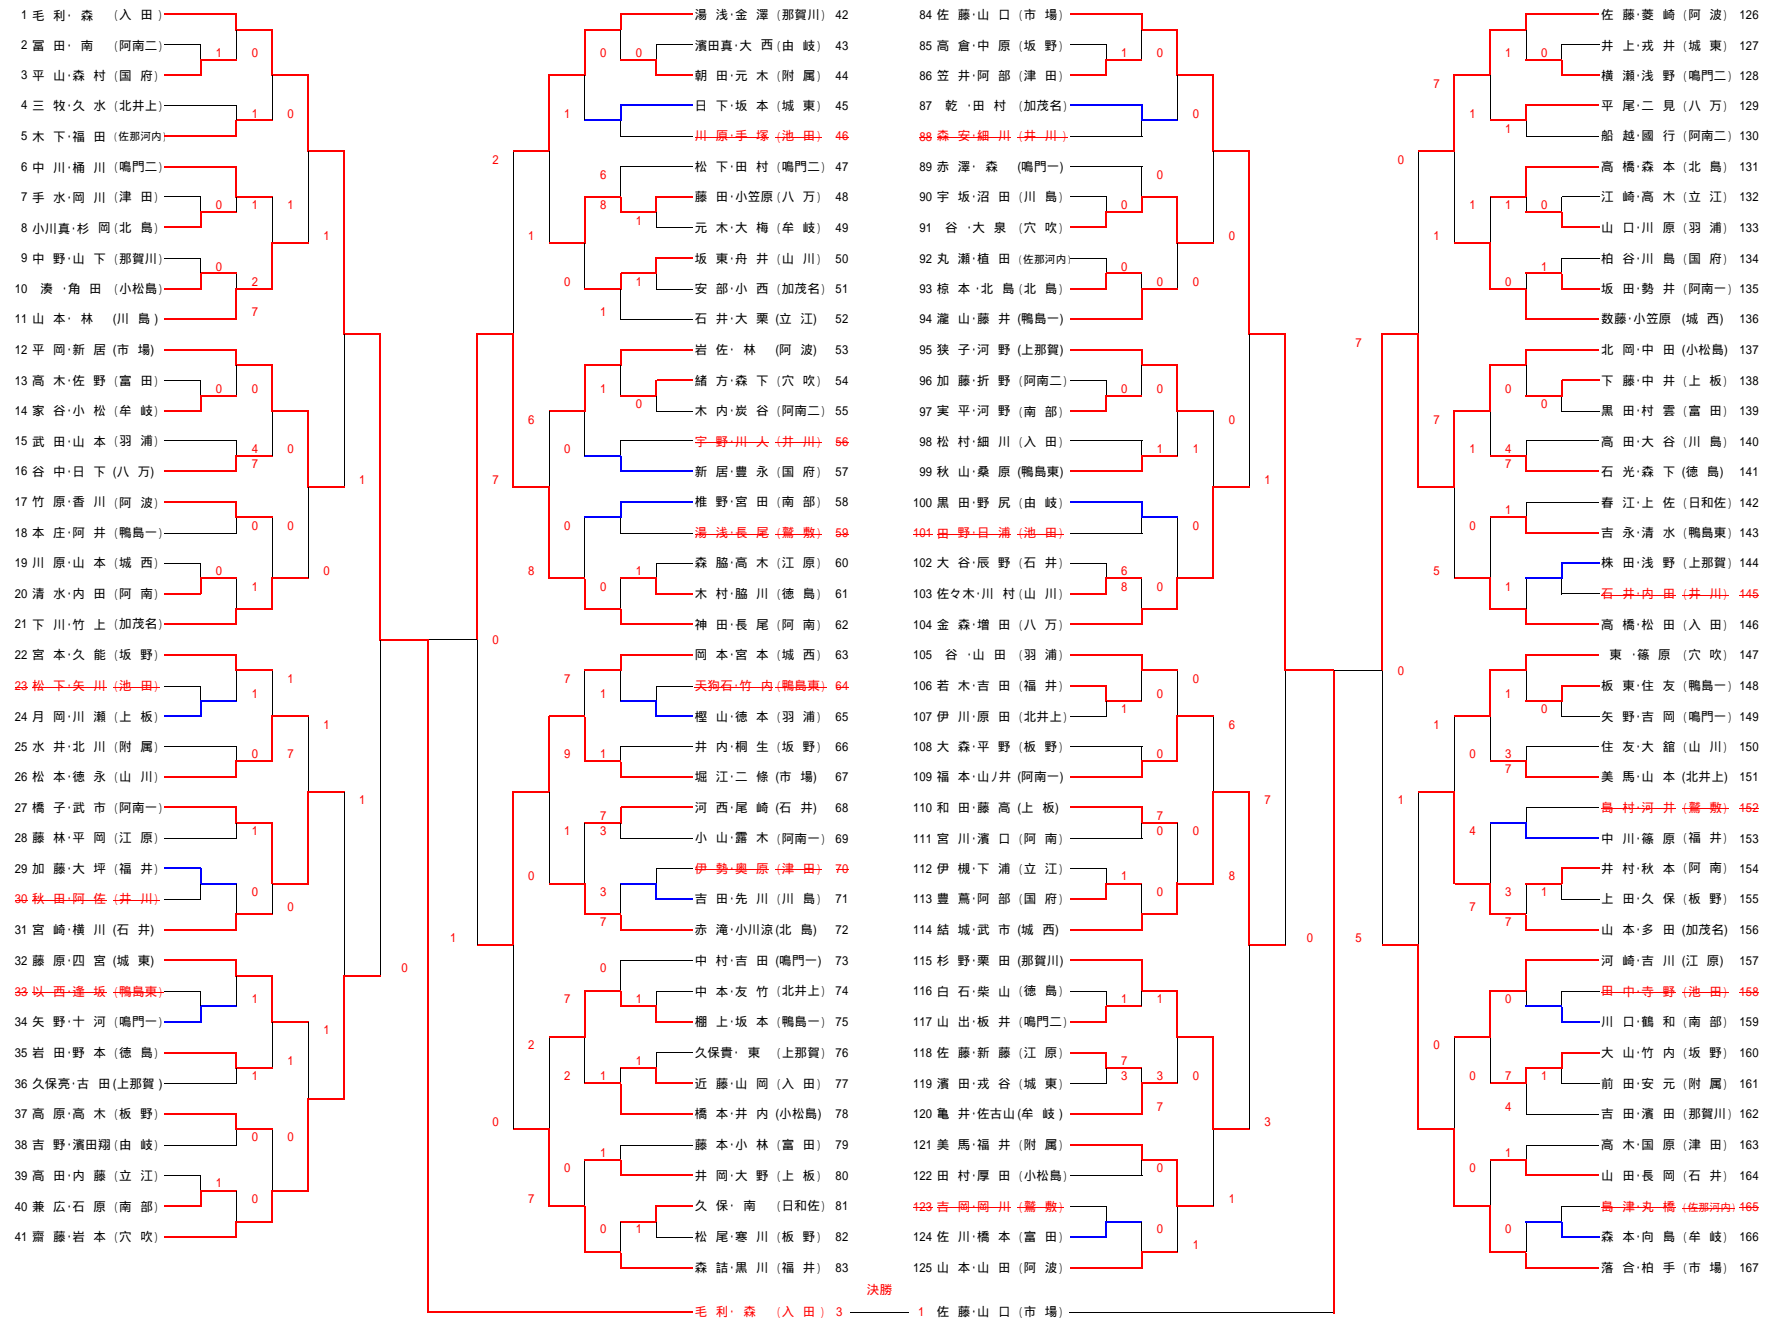 1 毛利・森 (入田)
2 冨田・南 (阿南二)
3 平山・森村 (国府)
4 三牧・久水 (北井上)
5 木下・福田 (佐那河内)
6 中川・桶川 (鳴門二)
7 手水・岡川 (津田)
8 小川真・杉岡 (北島)
9 中野・山下 (那賀川)
10 湊・角田 (小松島)
11 山本・林 (川島)
12 平岡・新居 (市場)
13 高木・佐野 (富田)
14 家谷・小松 (牟岐)
15 武田・山本 (羽浦)
16 谷中・日下 (八万)
17 竹原・香川 (阿波)
18 本庄・阿井 (鴨島一)
19 川原・山本 (城西)
20 清水・内田 (阿南)
21 下川・竹上 (加茂名)
22 宮本・久能 (坂野)
23 松下・矢川 (池田)
24 月岡・川瀬 (上板)
25 水井・北川 (附属)
26 松本・徳永 (山川)
27 橋子・武市 (阿南一)
28 藤林・平岡 (江原)
29 加藤・大坪 (福井)
30 秋田・阿佐 (井川)
31 宮崎・横川 (石井)
32 藤原・四宮 (城東)
33 以西・逢坂 (鴨島東)
34 矢野・十河 (鳴門一)
35 岩田・野本 (徳島)
36 久保亮・古田 (上那賀)
37 高原・高木 (板野)
38 吉野・濱田翔 (由岐)
39 高田・内藤 (立江)
40 兼広・石原 (南部)
41 齋藤・岩本 (穴吹)
湯浅・金澤 (那賀川) 42
濱田真・大西 (由岐) 43
朝田・元木 (附属) 44
日下・坂本 (城東) 45
川原・手塚 (池田) 46
松下・田村 (鳴門二) 47
藤田・小笠原 (八万) 48
元木・大梅 (牟岐) 49
坂東・舟井 (山川) 50
安部・小西 (加茂名) 51
石井・大栗 (立江) 52
岩佐・林 (阿波) 53
緒方・森下 (穴吹) 54
木内・炭谷 (阿南二) 55
宇野・川人 (井川) 56
新居・豊永 (国府) 57
椎野・宮田 (南部) 58
湯浅・長尾 (鷲敷) 59
森脇・高木 (江原) 60
木村・脇川 (徳島) 61
神田・長尾 (阿南) 62
岡本・宮本 (城西) 63
天狗石・竹内 (鴨島東) 64
樫山・徳本 (羽浦) 65
井内・桐生 (坂野) 66
堀江・二條 (市場) 67
河西・尾崎 (石井) 68
小山・露木 (阿南一) 69
伊勢・奥原 (津田) 70
吉田・先川 (川島) 71
赤滝・小川涼 (北島) 72
中村・吉田 (鳴門一) 73
中本・友竹 (北井上) 74
棚上・坂本 (鴨島一) 75
久保貴・東 (上那賀) 76
近藤・山岡 (入田) 77
橋本・井内 (小松島) 78
藤本・小林 (富田) 79
井岡・大野 (上板) 80
久保・南 (日和佐) 81
松尾・寒川 (板野) 82
森詰・黒川 (福井) 83
84 佐藤・山口 (市場)
85 高倉・中原 (坂野)
86 笠井・阿部 (津田)
87 乾・田村 (加茂名)
88 森安・細川 (井川)
89 赤澤・森 (鳴門一)
90 宇坂・沼田 (川島)
91 谷・大泉 (穴吹)
92 丸瀬・植田 (佐那河内)
93 椋本・北島 (北島)
94 瀧山・藤井 (鴨島一)
95 狭子・河野 (上那賀)
96 加藤・折野 (阿南二)
97 実平・河野 (南部)
98 松村・細川 (入田)
99 秋山・桑原 (鴨島東)
100 黒田・野尻 (由岐)
101 田野・日浦 (池田)
102 大谷・辰野 (石井)
103 佐々木・川村 (山川)
104 金森・増田 (八万)
105 谷・山田 (羽浦)
106 若木・吉田 (福井)
107 伊川・原田 (北井上)
108 大森・平野 (板野)
109 福本・山ノ井 (阿南一)
110 和田・藤高 (上板)
111 宮川・濱口 (阿南)
112 伊槻・下浦 (立江)
113 豊蔦・阿部 (国府)
114 結城・武市 (城西)
115 杉野・栗田 (那賀川)
116 白石・柴山 (徳島)
117 山出・板井 (鳴門二)
118 佐藤・新藤 (江原)
119 濱田・戎谷 (城東)
120 亀井・佐古山 (牟岐)
121 美馬・福井 (附属)
122 田村・厚田 (小松島)
123 吉岡・岡川 (鷲敷)
124 佐川・橋本 (富田)
125 山本・山田 (阿波)
佐藤・菱崎 (阿波) 126
井上・戎井 (城東) 127
横瀬・浅野 (鳴門二) 128
平尾・二見 (八万) 129
船越・國行 (阿南二) 130
高橋・森本 (北島) 131
江崎・高木 (立江) 132
山口・川原 (羽浦) 133
柏谷・川島 (国府) 134
坂田・勢井 (阿南一) 135
数藤・小笠原 (城西) 136
北岡・中田 (小松島) 137
下藤・中井 (上板) 138
黒田・村雲 (富田) 139
高田・大谷 (川島) 140
石光・森下 (徳島) 141
春江・上佐 (日和佐) 142
吉永・清水 (鴨島東) 143
株田・浅野 (上那賀) 144
石井・内田 (井川) 145
高橋・松田 (入田) 146
東・篠原 (穴吹) 147
板東・住友 (鴨島一) 148
矢野・吉岡 (鳴門一) 149
住友・大舘 (山川) 150
美馬・山本 (北井上) 151
島村・河井 (鷲敷) 152
中川・篠原 (福井) 153
井村・秋本 (阿南) 154
上田・久保 (板野) 155
山本・多田 (加茂名) 156
河崎・吉川 (江原) 157
田中・寺野 (池田) 158
川口・鶴和 (南部) 159
大山・竹内 (坂野) 160
前田・安元 (附属) 161
吉田・濱田 (那賀川) 162
高木・国原 (津田) 163
山田・長岡 (石井) 164
島津・丸橋 (佐那河内) 165
森本・向島 (牟岐) 166
落合・柏手 (市場) 167
決勝
毛利・森 (入田) 3 1 佐藤・山口 (市場)